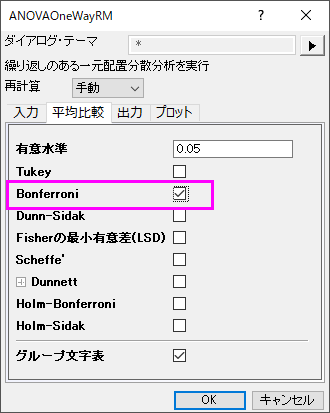 ANOVAOneWayRM ? ×
ダイアログ・テーマ *
繰り返しのある一元配置分散分析を実行
再計算 手動
入力 平均比較 出力 プロット
有意水準 0.05
Tukey
Bonferroni
Dunn-Sidak
Fisherの最小有意差(LSD)
Scheffe'
Dunnett
Holm-Bonferroni
Holm-Sidak
グループ文字表
OK キャンセル